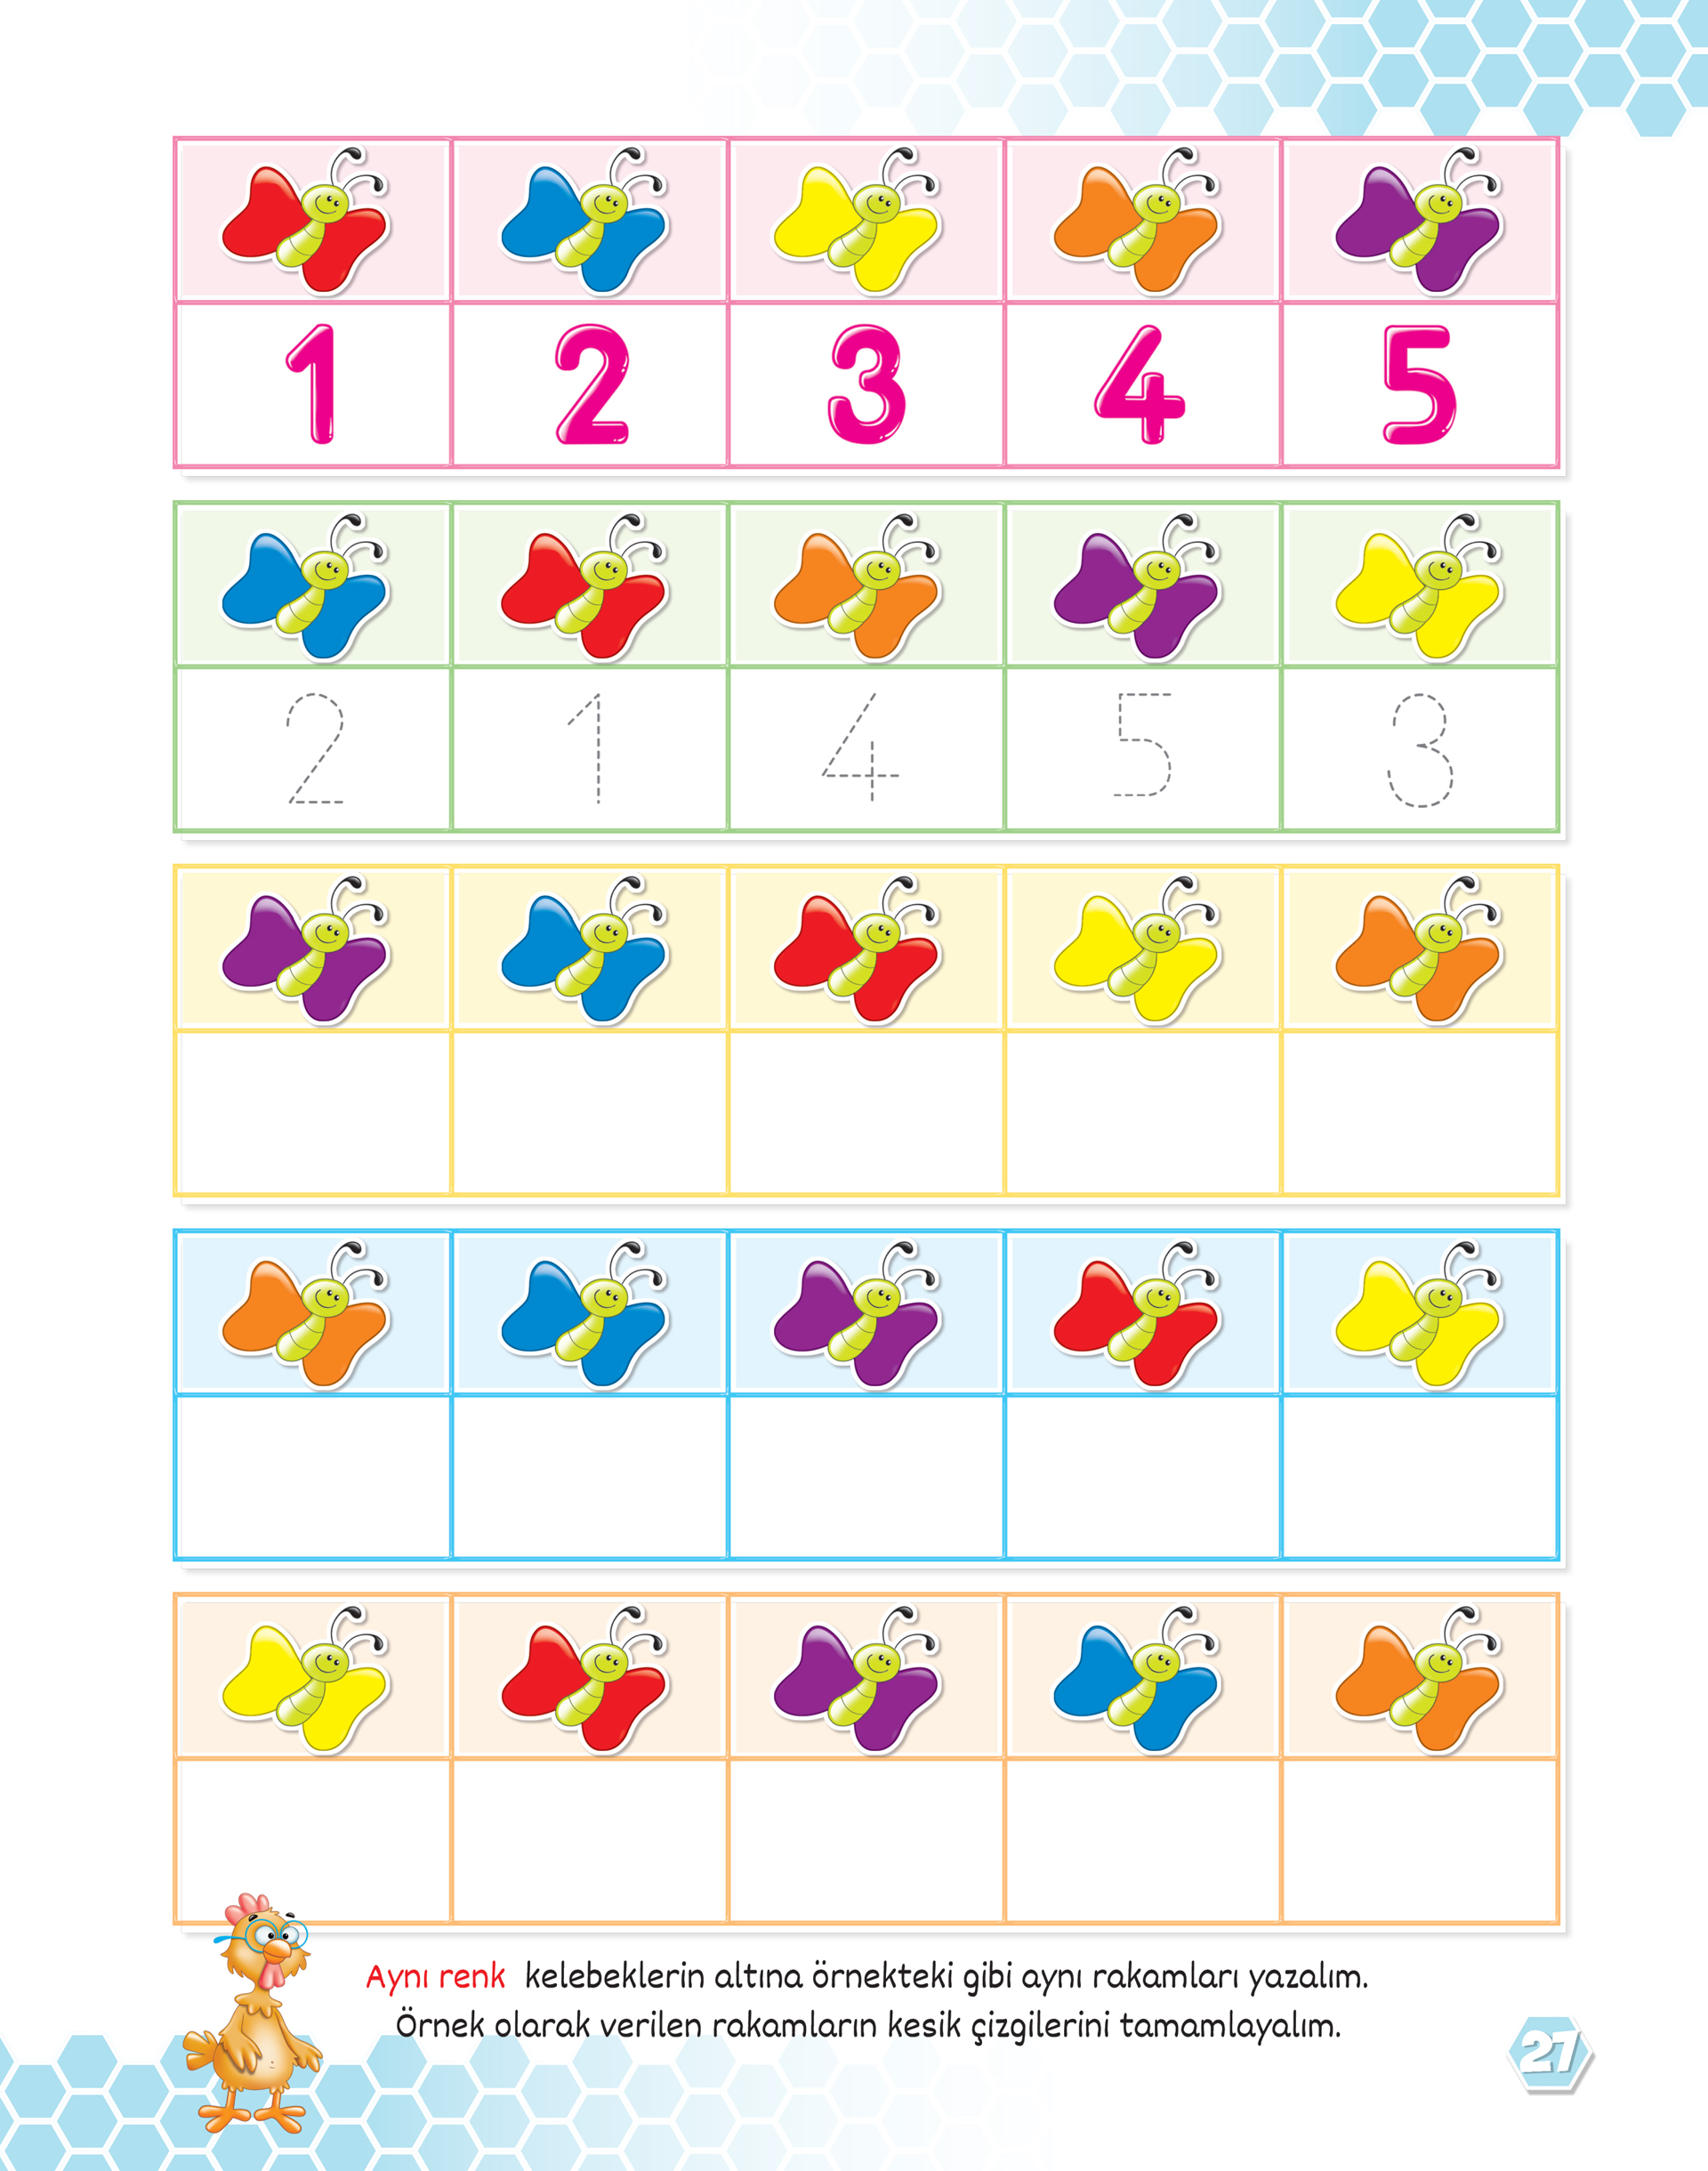 1 2 3 4 5
2 1 4 5 3
Aynı renk kelebeklerin altına örnekteki gibi aynı rakamları yazalım.
Örnek olarak verilen rakamların kesik çizgilerini tamamlayalım.
27